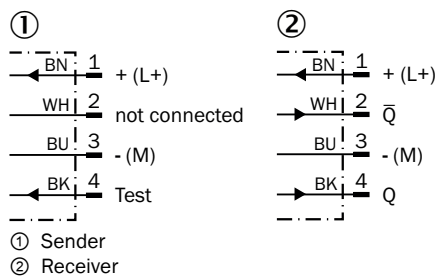 ① ②
BN 1 + (L+)
WH 2 not connected
BU 3 - (M)
BK 4 Test
BN 1 + (L+)
WH 2 Q̅
BU 3 - (M)
BK 4 Q
① Sender
② Receiver